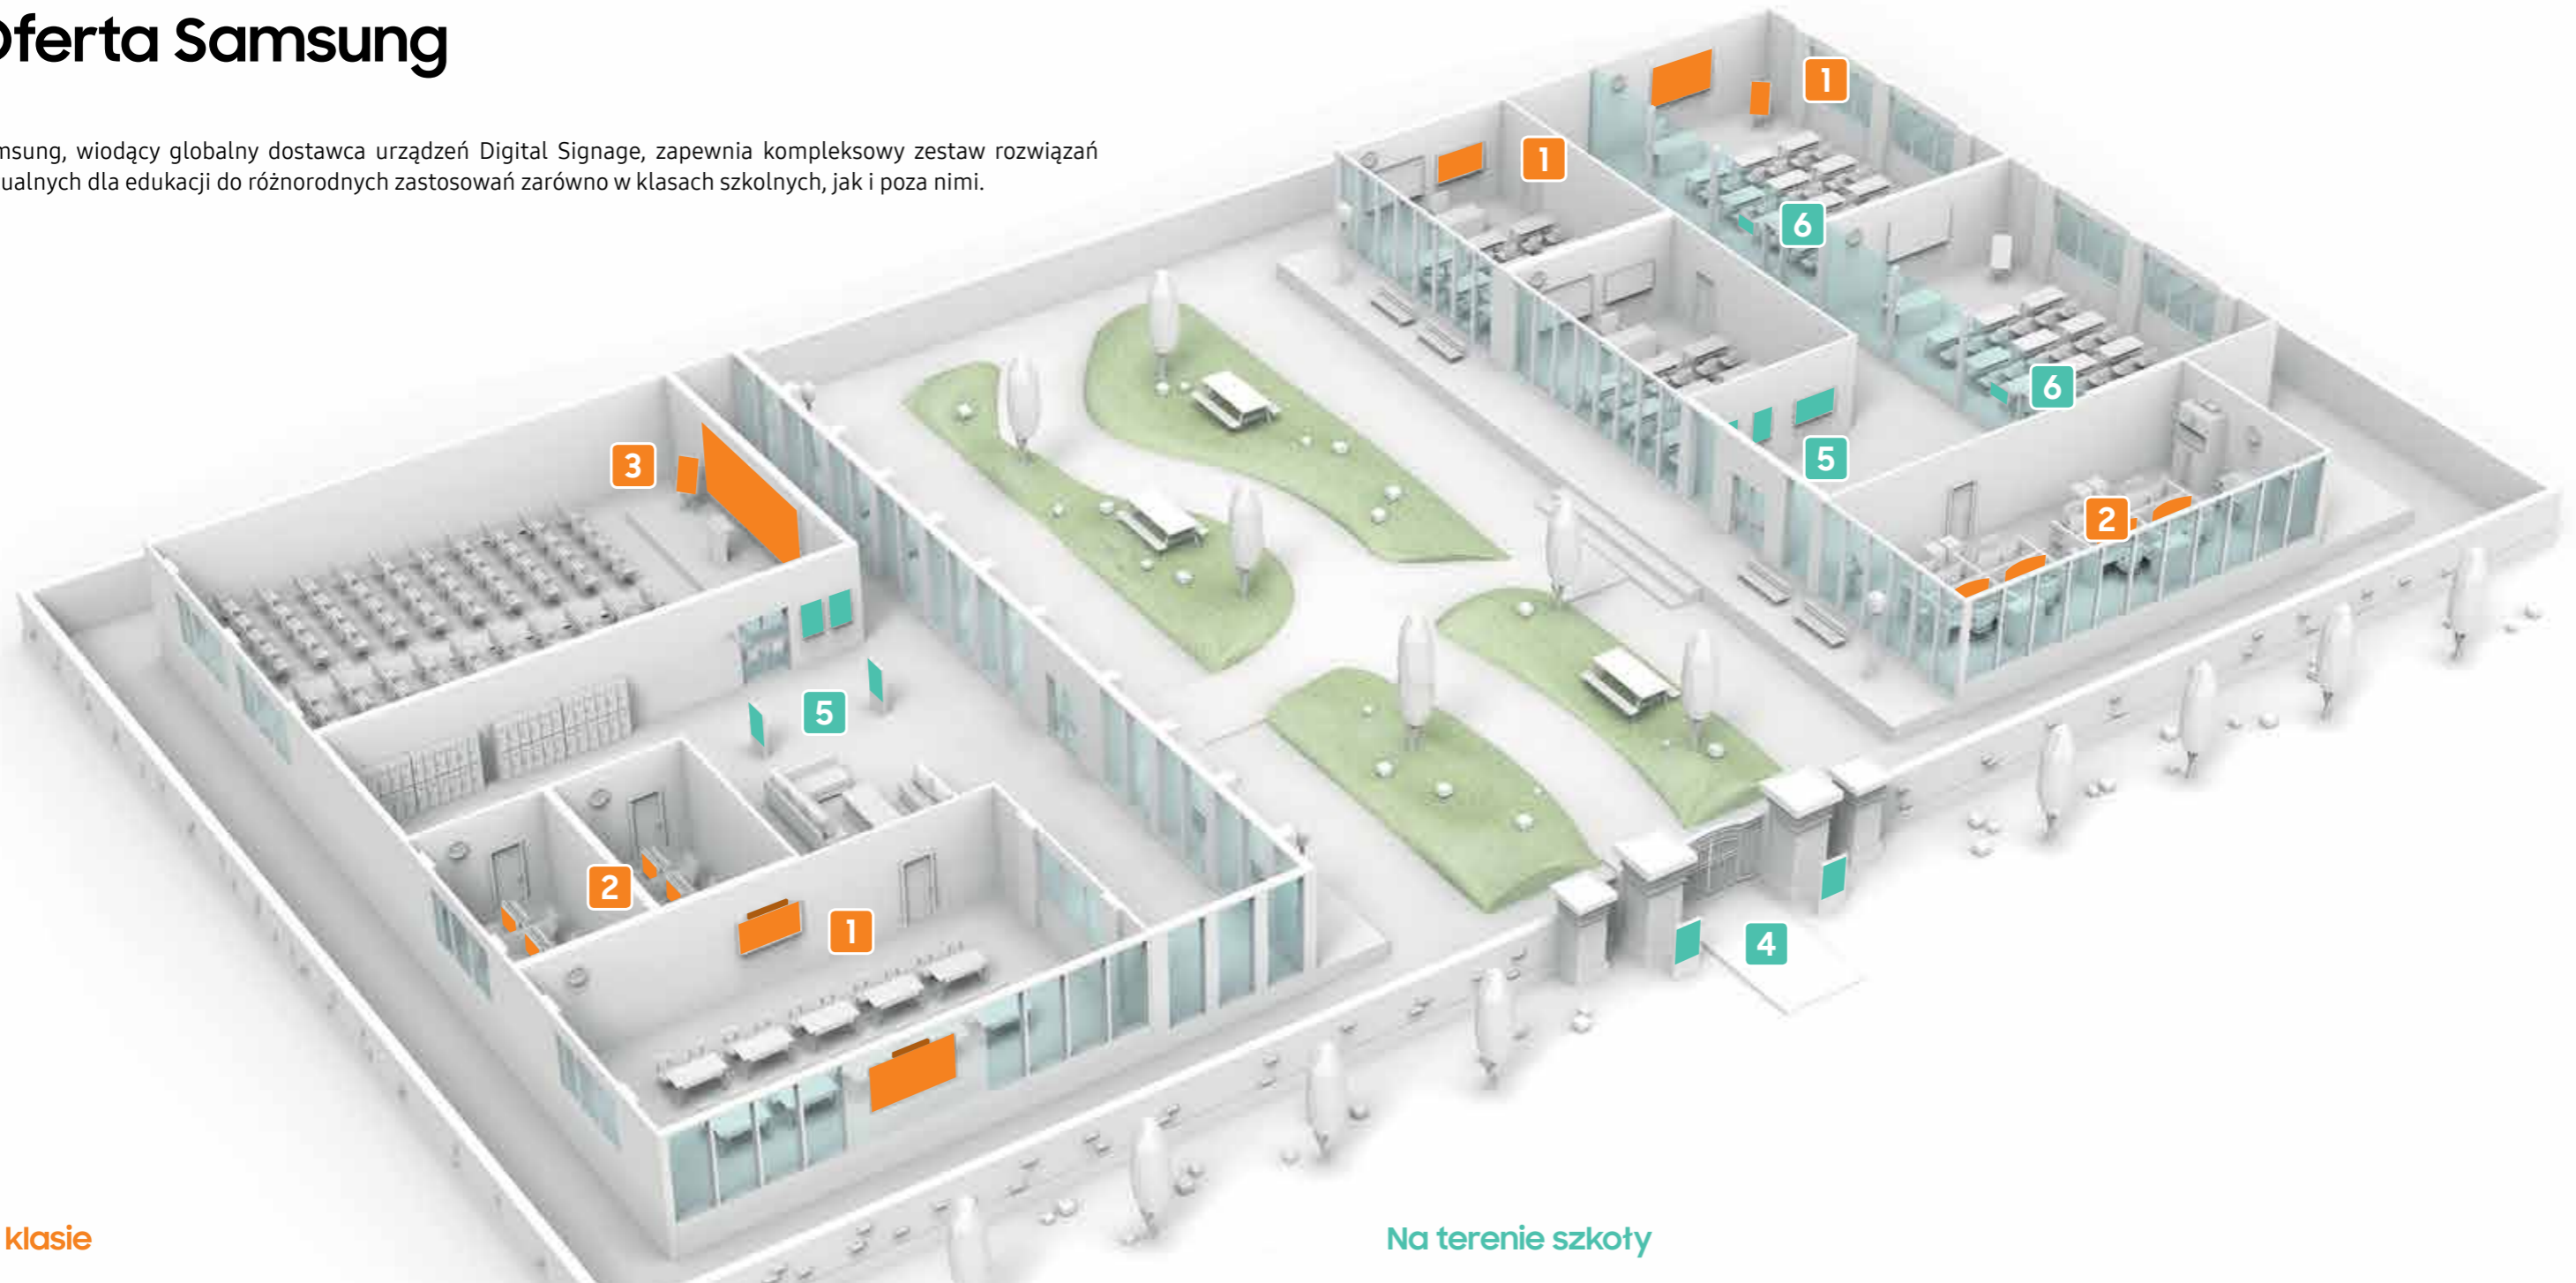 Oferta Samsung
msung, wiodący globalny dostawca urządzeń Digital Signage, zapewnia kompleksowy zestaw rozwiązań
ualnych dla edukacji do różnorodnych zastosowań zarówno w klasach szkolnych, jak i poza nimi.
1
1
6
6
3
5
2
5
2
1
4
klasie
Na terenie szkoły